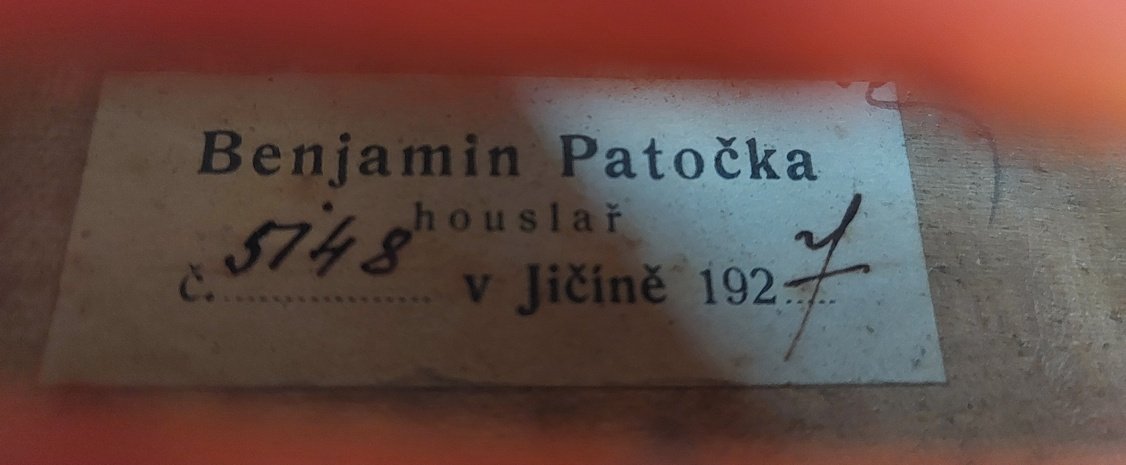 Benjamin Patočka
houslař
č. 5148 v Jičíně 1927